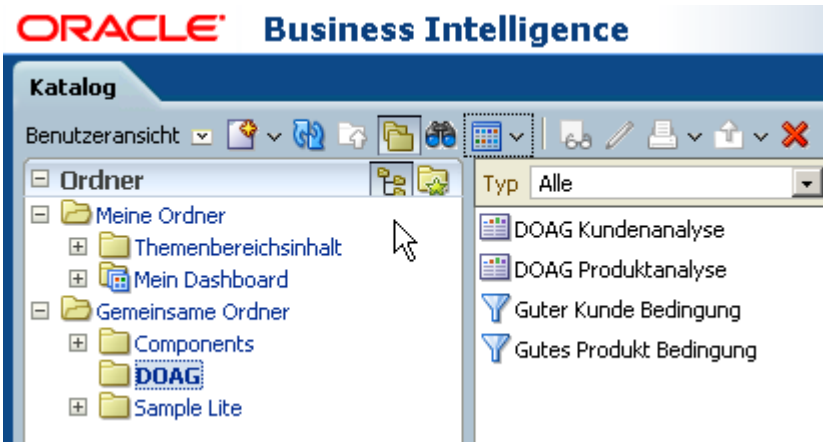 ORACLE Business Intelligence
Katalog
Benutzeransicht
Ordner
Meine Ordner
Themenbereichsinhalt
Mein Dashboard
Gemeinsame Ordner
Components
DOAG
Sample Lite
Typ Alle
DOAG Kundenanalyse
DOAG Produktanalyse
Guter Kunde Bedingung
Gutes Produkt Bedingung